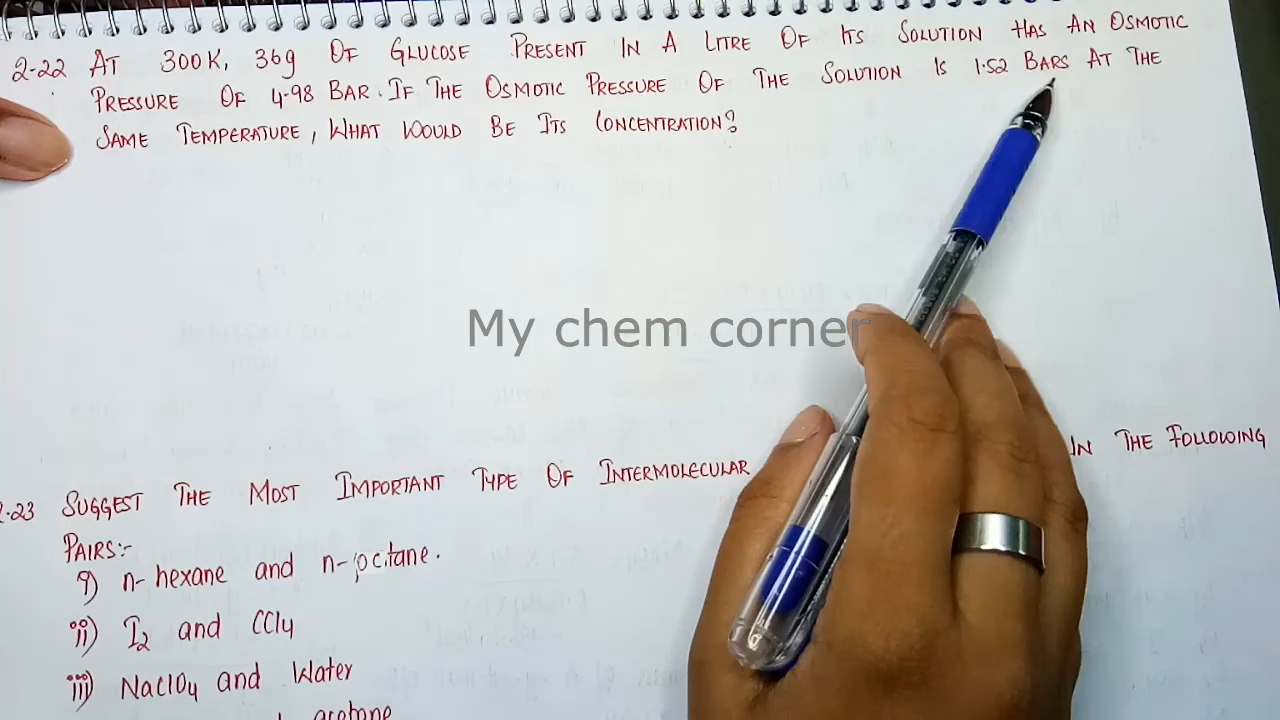 2.22 AT 300K, 36g OF GLUCOSE PRESENT IN A LITRE OF ITS SOLUTION HAS AN OSMOTIC
PRESSURE OF 4.98 BAR. IF THE OSMOTIC PRESSURE OF THE SOLUTION IS 1.52 BARS AT THE
SAME TEMPERATURE, WHAT WOULD BE ITS CONCENTRATION?
My chem corner
2.23 SUGGEST THE MOST IMPORTANT TYPE OF INTERMOLECULAR IN THE FOLLOWING
PAIRS:-
i) n-hexane and n-octane.
ii) I2 and CCl4
iii) NaClO4 and Water
acetone